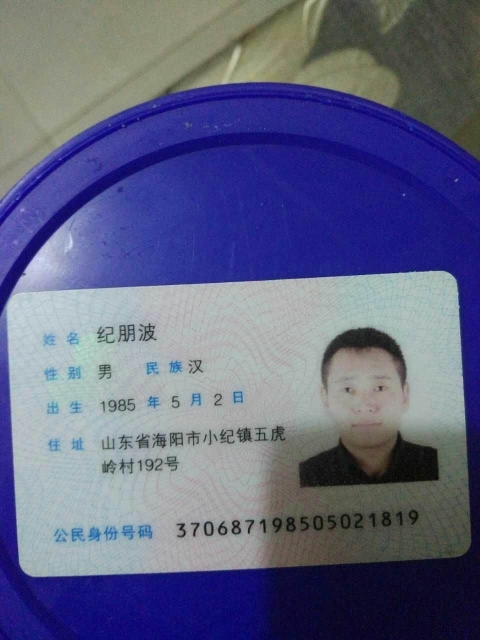 姓名 纪朋波
性别 男 民族 汉
出生 1985 年 5 月 2 日
住址 山东省海阳市小纪镇五虎
岭村192号
公民身份号码 370687198505021819